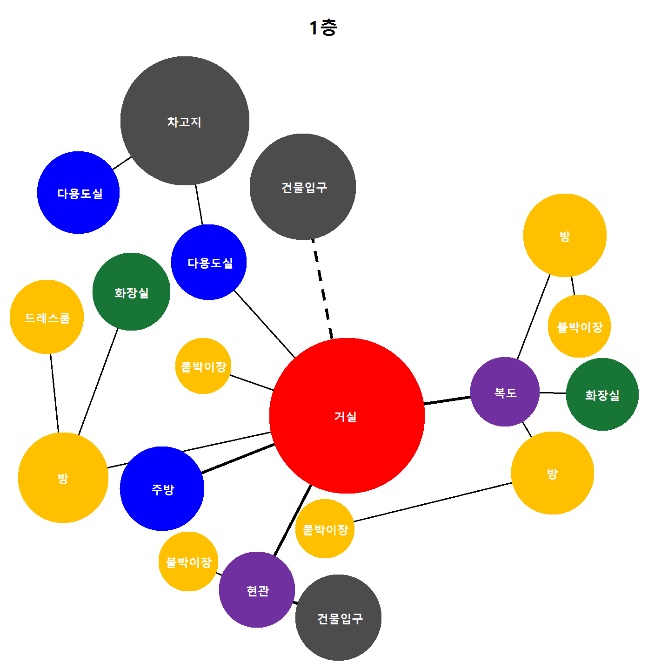 1층
차고지
건물입구
다용도실
방
다용도실
화장실
드레스룸
붙박이장
붙박이장
복도
화장실
거실
방
방
주방
붙박이장
붙박이장
현관
건물입구